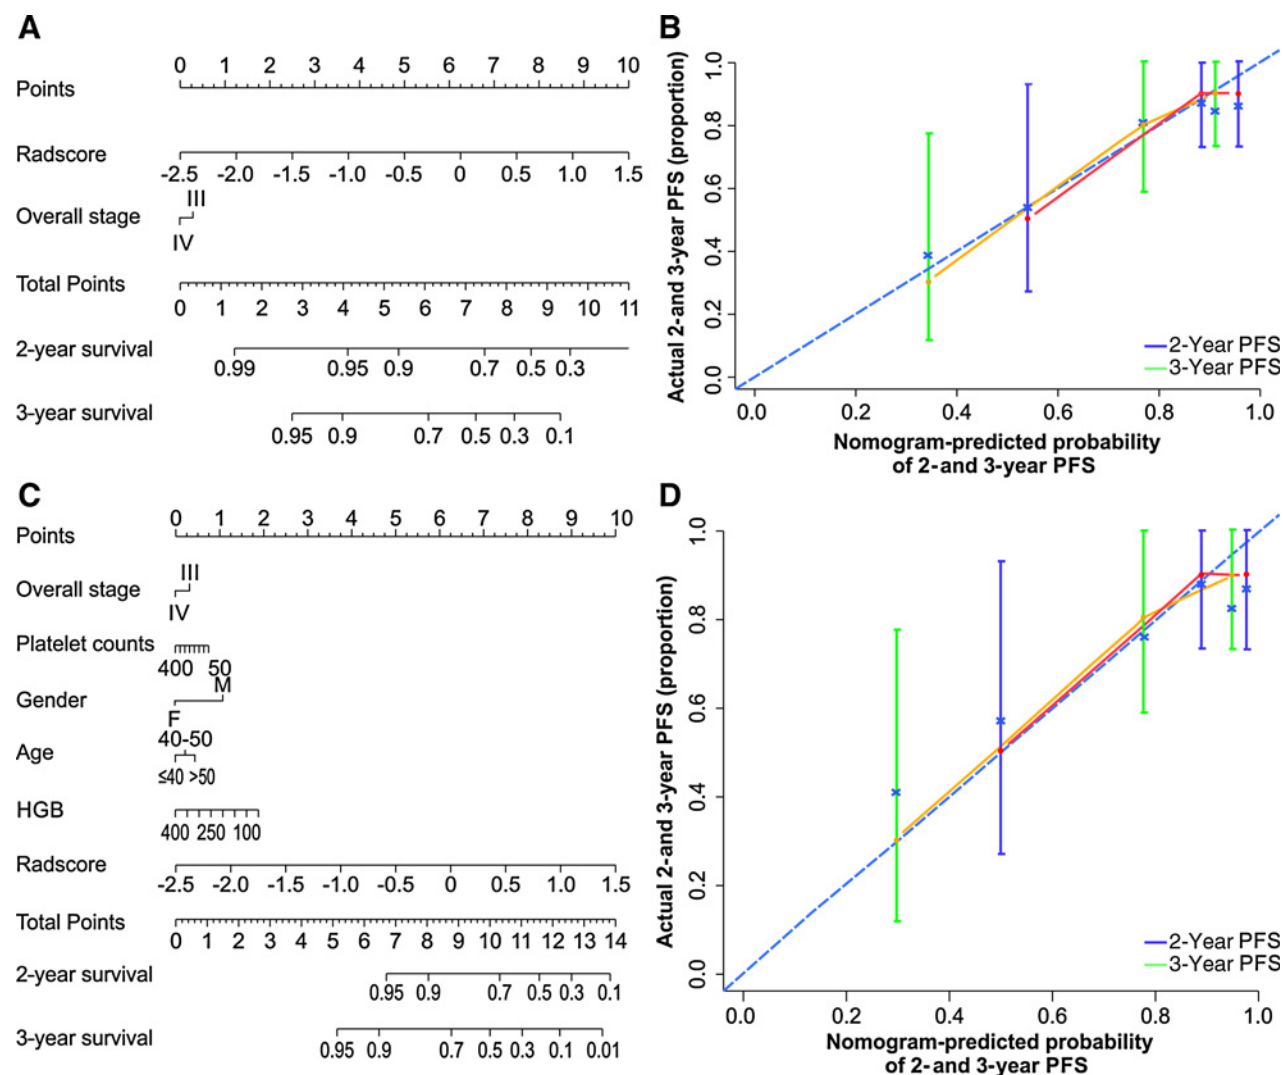 A
Points
0 1 2 3 4 5 6 7 8 9 10
Radscore
-2.5 -2.0 -1.5 -1.0 -0.5 0 0.5 1.0 1.5
III
Overall stage
IV
Total Points
0 1 2 3 4 5 6 7 8 9 10 11
2-year survival
0.99 0.95 0.9 0.7 0.5 0.3
3-year survival
0.95 0.9 0.7 0.5 0.3 0.1
B
Actual 2-and 3-year PFS (proportion)
1.0
0.8
0.6
0.4
0.2
0.0
2-Year PFS
3-Year PFS
0.0 0.2 0.4 0.6 0.8 1.0
Nomogram-predicted probability
of 2-and 3-year PFS
C
0 1 2 3 4 5 6 7 8 9 10
Points
III
Overall stage
IV
Platelet counts
400 50
M
Gender
F
40-50
Age
≤40 >50
HGB
400 250 100
Radscore
-2.5 -2.0 -1.5 -1.0 -0.5 0 0.5 1.0 1.5
Total Points
0 1 2 3 4 5 6 7 8 9 10 11 12 13 14
2-year survival
0.95 0.9 0.7 0.5 0.3 0.1
3-year survival
0.95 0.9 0.7 0.5 0.3 0.1 0.01
D
Actual 2-and 3-year PFS (proportion)
1.0
0.8
0.6
0.4
0.2
0.0
2-Year PFS
3-Year PFS
0.0 0.2 0.4 0.6 0.8 1.0
Nomogram-predicted probability
of 2-and 3-year PFS